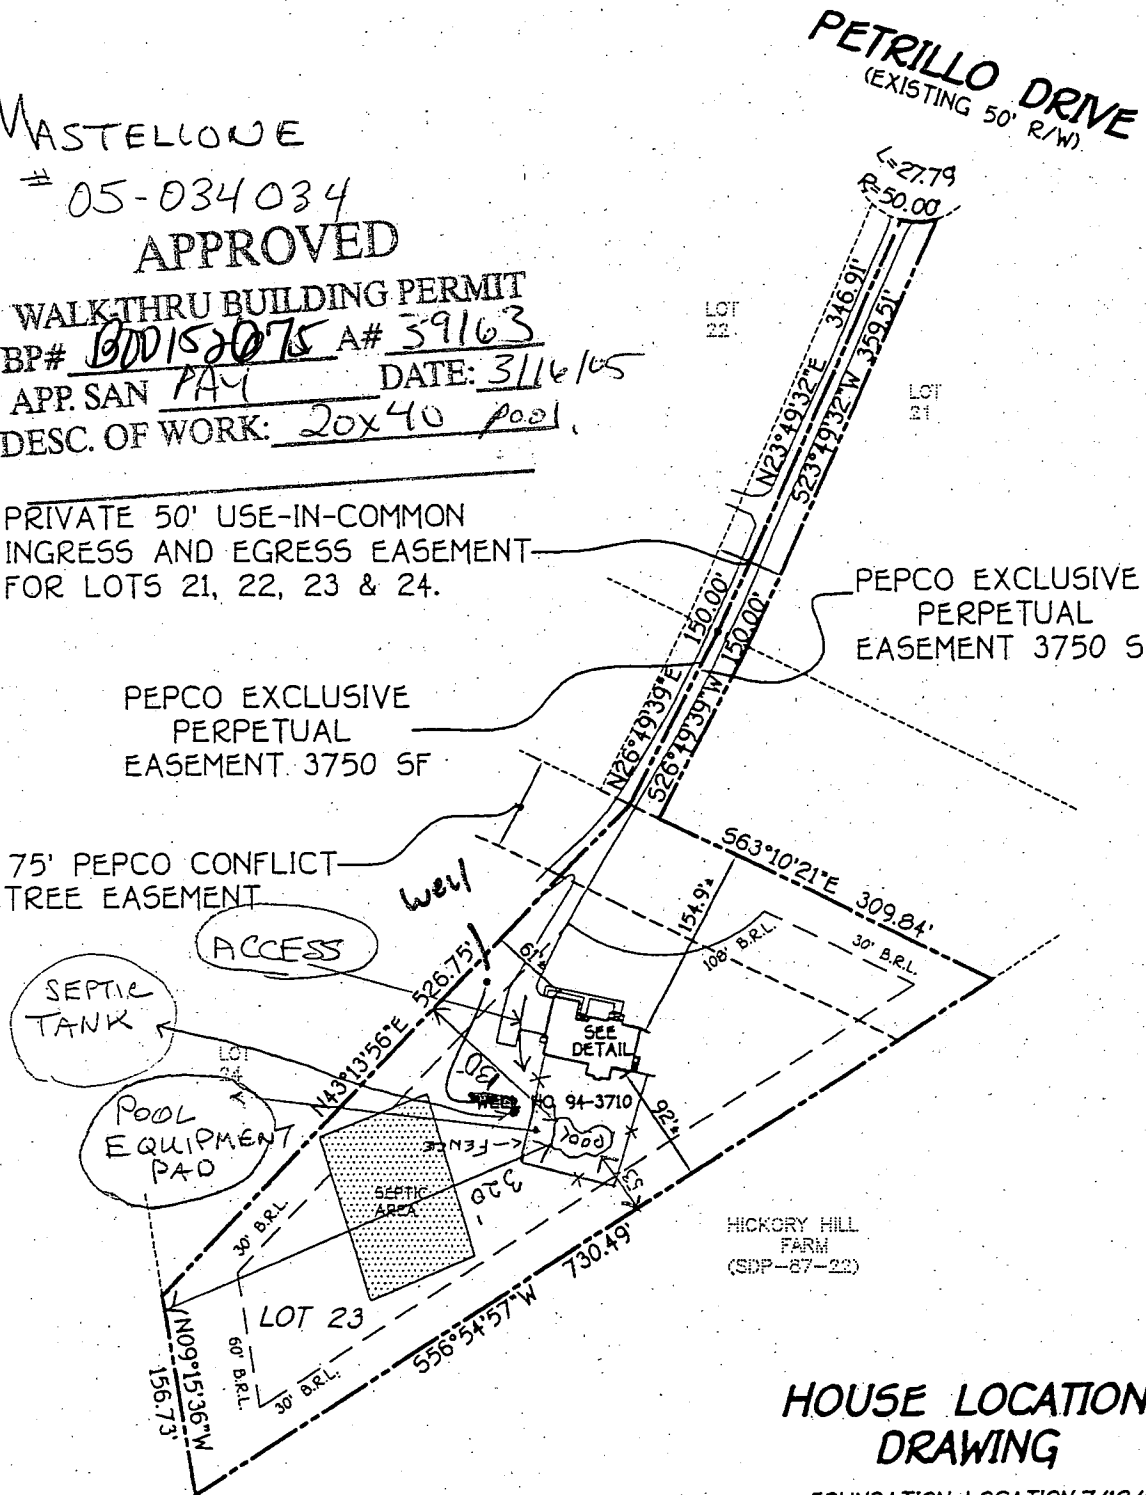 MASTELLONE
# 05-034034
APPROVED
WALK-THRU BUILDING PERMIT
BP# A# 59163
APP. SAN DATE: 3/16/05
DESC. OF WORK: 20x40 pool.
PETRILLO DRIVE
(EXISTING 50' R/W)
L=27.79
R=50.00
LOT
22
LOT
21
N23°49'32"E 346.91'
S23°49'32"W 359.51'
PRIVATE 50' USE-IN-COMMON
INGRESS AND EGRESS EASEMENT
FOR LOTS 21, 22, 23 & 24.
PEPCO EXCLUSIVE
PERPETUAL
EASEMENT 3750 S
N26°49'39"E 150.00'
S26°49'39"W 150.00'
PEPCO EXCLUSIVE
PERPETUAL
EASEMENT 3750 SF
75' PEPCO CONFLICT
TREE EASEMENT
well
ACCESS
S63°10'21"E 309.84'
154.9'±
108' B.R.L.
30' B.R.L.
61'±
N43°13'56"E 526.75'
SEPTIC
TANK
LOT
24
SEE
DETAIL
130'
WELL NO. 94-3710
92'±
POOL
EQUIPMENT
PAD
FENCE
POOL
53'
320'
SEPTIC
AREA
30' B.R.L.
HICKORY HILL
FARM
(SDP-87-22)
LOT 23
S56°54'57"W 730.49'
60' B.R.L.
30' B.R.L.
N09°15'36"W
156.73'
HOUSE LOCATION
DRAWING